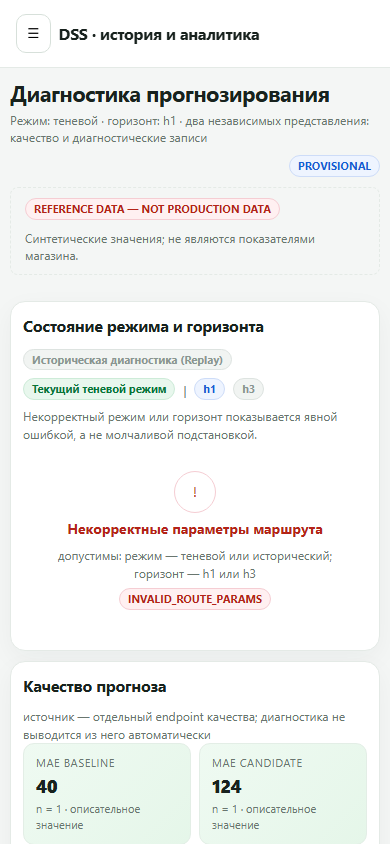 ☰ DSS · история и аналитика
Диагностика прогнозирования
Режим: теневой · горизонт: h1 · два независимых представления:
качество и диагностические записи
PROVISIONAL
REFERENCE DATA — NOT PRODUCTION DATA
Синтетические значения; не являются показателями
магазина.
Состояние режима и горизонта
Историческая диагностика (Replay)
Текущий теневой режим | h1 h3
Некорректный режим или горизонт показывается явной
ошибкой, а не молчаливой подстановкой.
!
Некорректные параметры маршрута
допустимы: режим — теневой или исторический;
горизонт — h1 или h3
INVALID_ROUTE_PARAMS
Качество прогноза
источник — отдельный endpoint качества; диагностика не
выводится из него автоматически
MAE BASELINE
40
n = 1 · описательное
значение
MAE CANDIDATE
124
n = 1 · описательное
значение